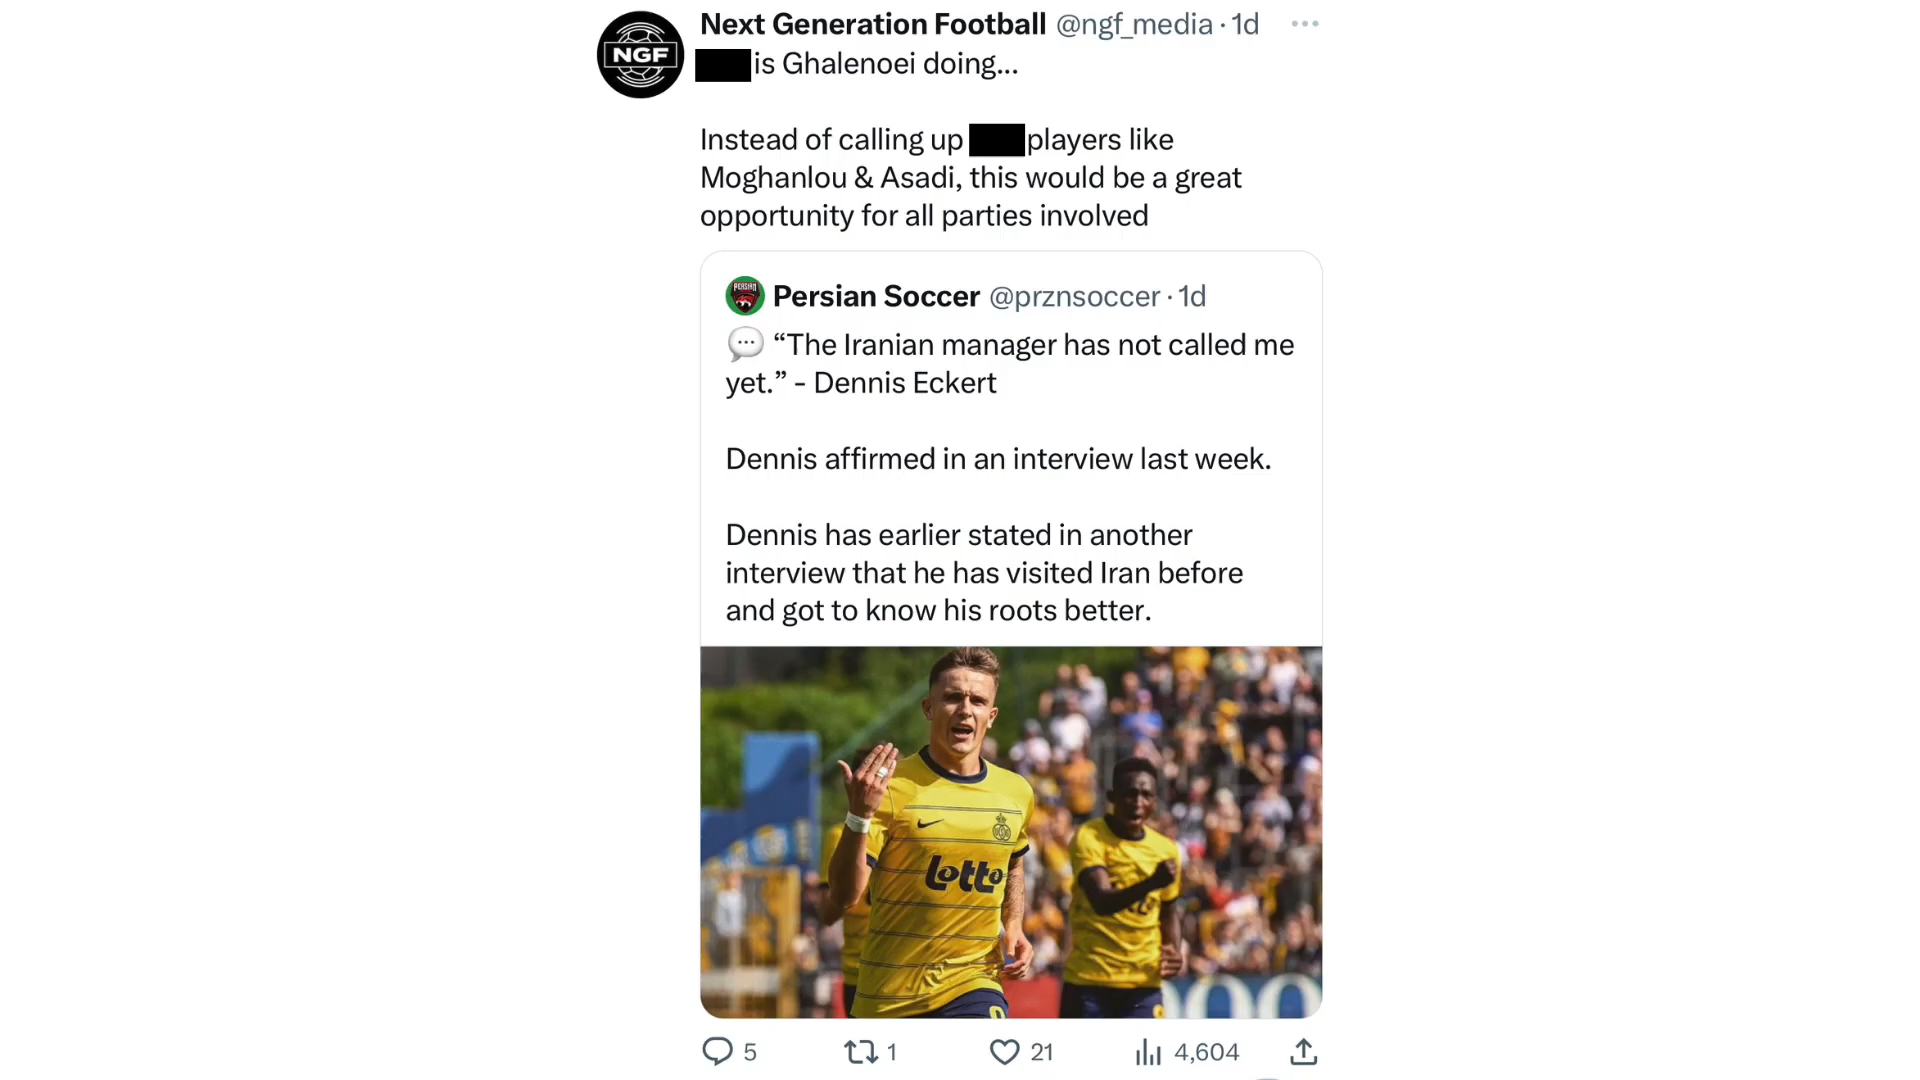 Next Generation Football @ngf_media · 1d
NGF
is Ghalenoei doing...
Instead of calling up players like
Moghanlou & Asadi, this would be a great
opportunity for all parties involved
PERSIAN
Persian Soccer @prznsoccer · 1d
“The Iranian manager has not called me
yet.” - Dennis Eckert
Dennis affirmed in an interview last week.
Dennis has earlier stated in another
interview that he has visited Iran before
and got to know his roots better.
Lotto
5 1 21 4,604